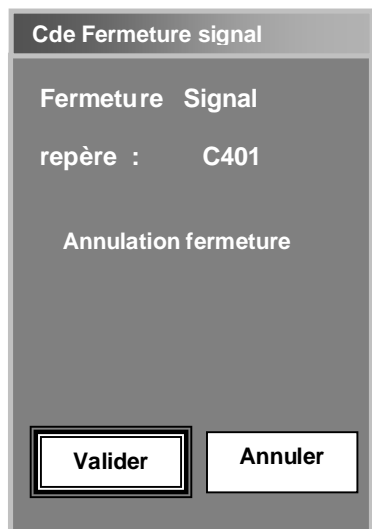 Cde Fermeture signal
Fermeture Signal
repère : C401
Annulation fermeture
Valider Annuler